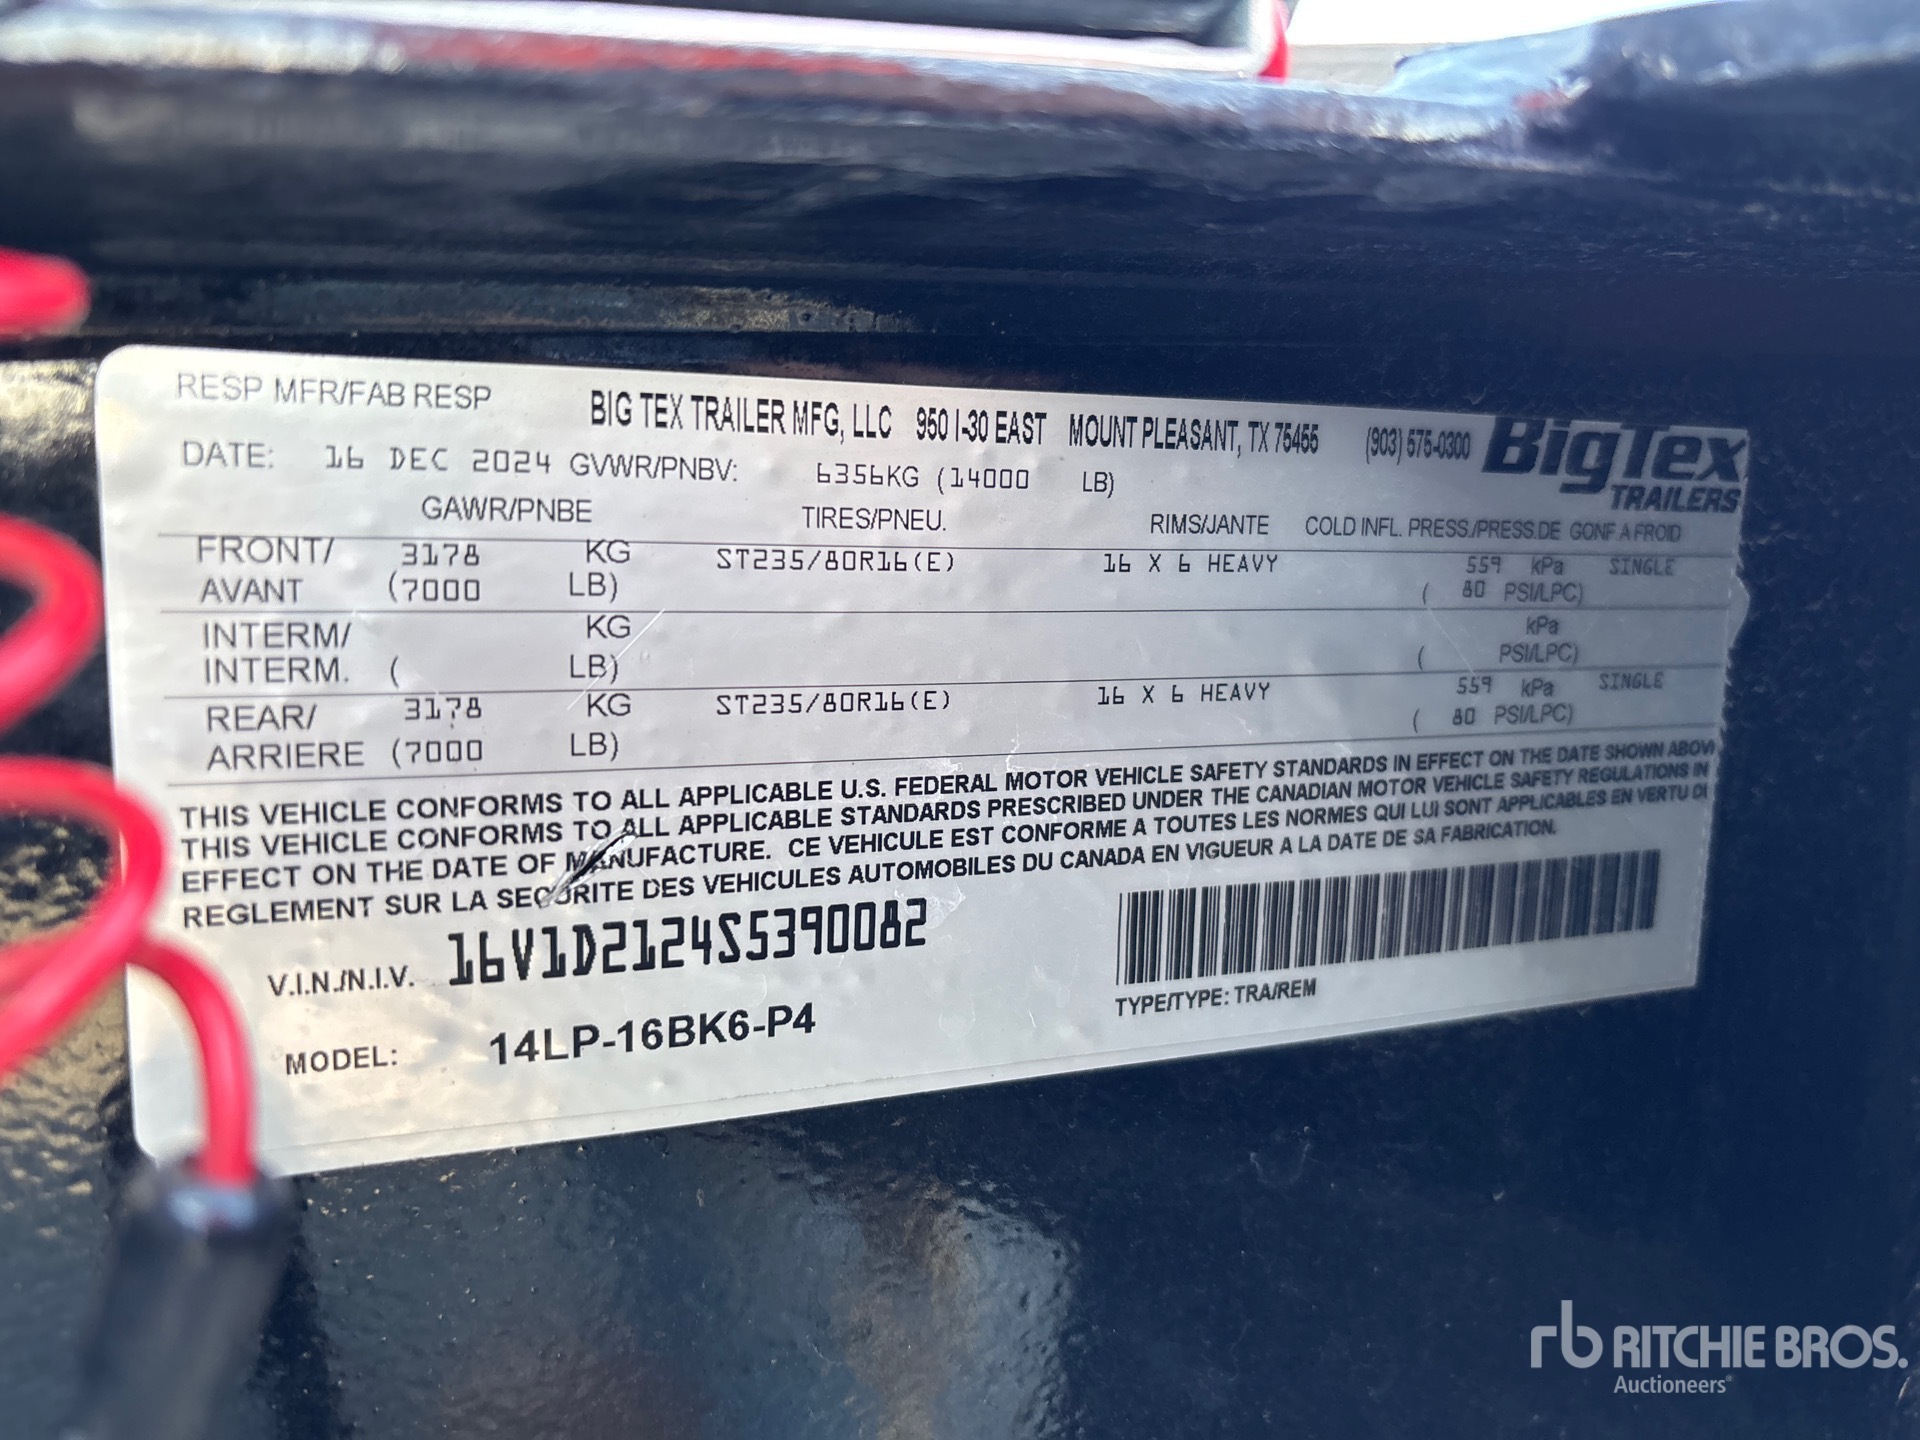 RESP MFR/FAB RESP BIG TEX TRAILER MFG, LLC 950 I-30 EAST MOUNT PLEASANT, TX 75455 (903) 575-0300 BigTex TRAILERS
DATE: 16 DEC 2024 GVWR/PNBV: 6356KG (14000 LB)
GAWR/PNBE TIRES/PNEU. RIMS/JANTE COLD INFL. PRESS./PRESS.DE GONF A FROID
FRONT/ 3178 KG ST235/80R16(E) 16 X 6 HEAVY 559 kPa SINGLE
AVANT (7000 LB) ( 80 PSI/LPC)
INTERM/ KG kPa
INTERM. ( LB) ( PSI/LPC)
REAR/ 3178 KG ST235/80R16(E) 16 X 6 HEAVY 559 kPa SINGLE
ARRIERE (7000 LB) ( 80 PSI/LPC)
THIS VEHICLE CONFORMS TO ALL APPLICABLE U.S. FEDERAL MOTOR VEHICLE SAFETY STANDARDS IN EFFECT ON THE DATE SHOWN ABOV
THIS VEHICLE CONFORMS TO ALL APPLICABLE STANDARDS PRESCRIBED UNDER THE CANADIAN MOTOR VEHICLE SAFETY REGULATIONS IN
EFFECT ON THE DATE OF MANUFACTURE. CE VEHICULE EST CONFORME A TOUTES LES NORMES QUI LUI SONT APPLICABLES EN VERTU DU
REGLEMENT SUR LA SECURITE DES VEHICULES AUTOMOBILES DU CANADA EN VIGUEUR A LA DATE DE SA FABRICATION.
V.I.N./N.I.V. 16V1D2124S5390082
TYPE/TYPE: TRA/REM
MODEL: 14LP-16BK6-P4
rb RITCHIE BROS.
Auctioneers